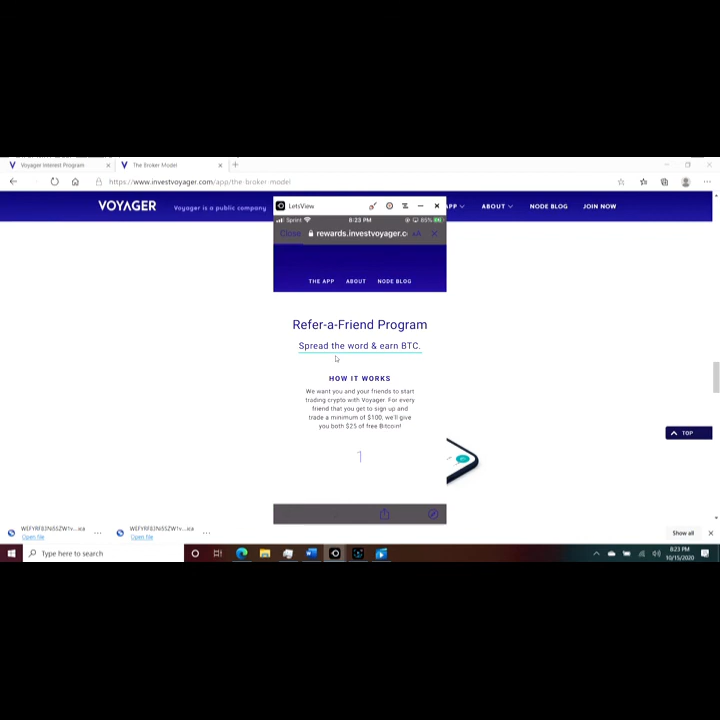 Voyager Interest Program
The Broker Model
https://www.investvoyager.com/app/the-broker-model
VOYAGER
Voyager is a public company
APP
ABOUT
NODE BLOG
JOIN NOW
LetsView
Sprint
8:23 PM
85%
Close
rewards.investvoyager.c
AA
THE APP
ABOUT
NODE BLOG
Refer-a-Friend Program
Spread the word & earn BTC.
HOW IT WORKS
We want you and your friends to start
trading crypto with Voyager. For every
friend that you get to sign up and
trade a minimum of $100, we'll give
you both $25 of free Bitcoin!
1
TOP
Open file
Open file
Show all
Type here to search
8:23 PM
10/15/2020